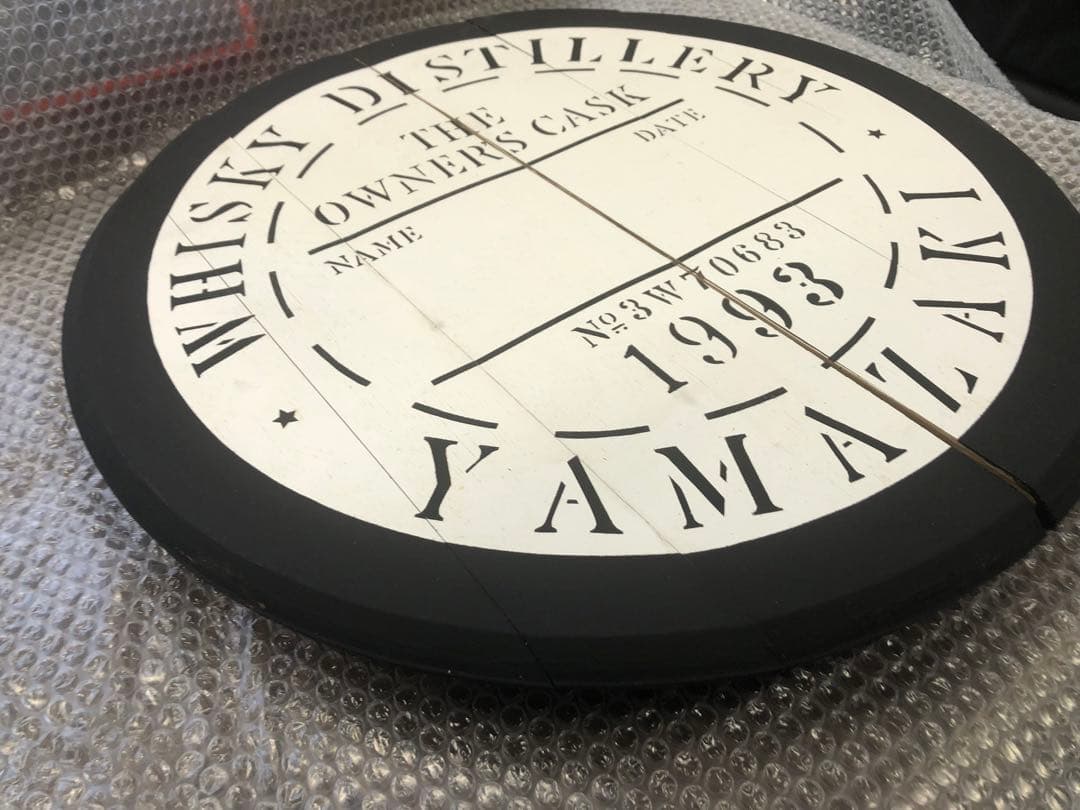 WHISKY DISTILLERY
THE
OWNER'S CASK
NAME
DATE
No 3W70683
1993
YAMAZAKI